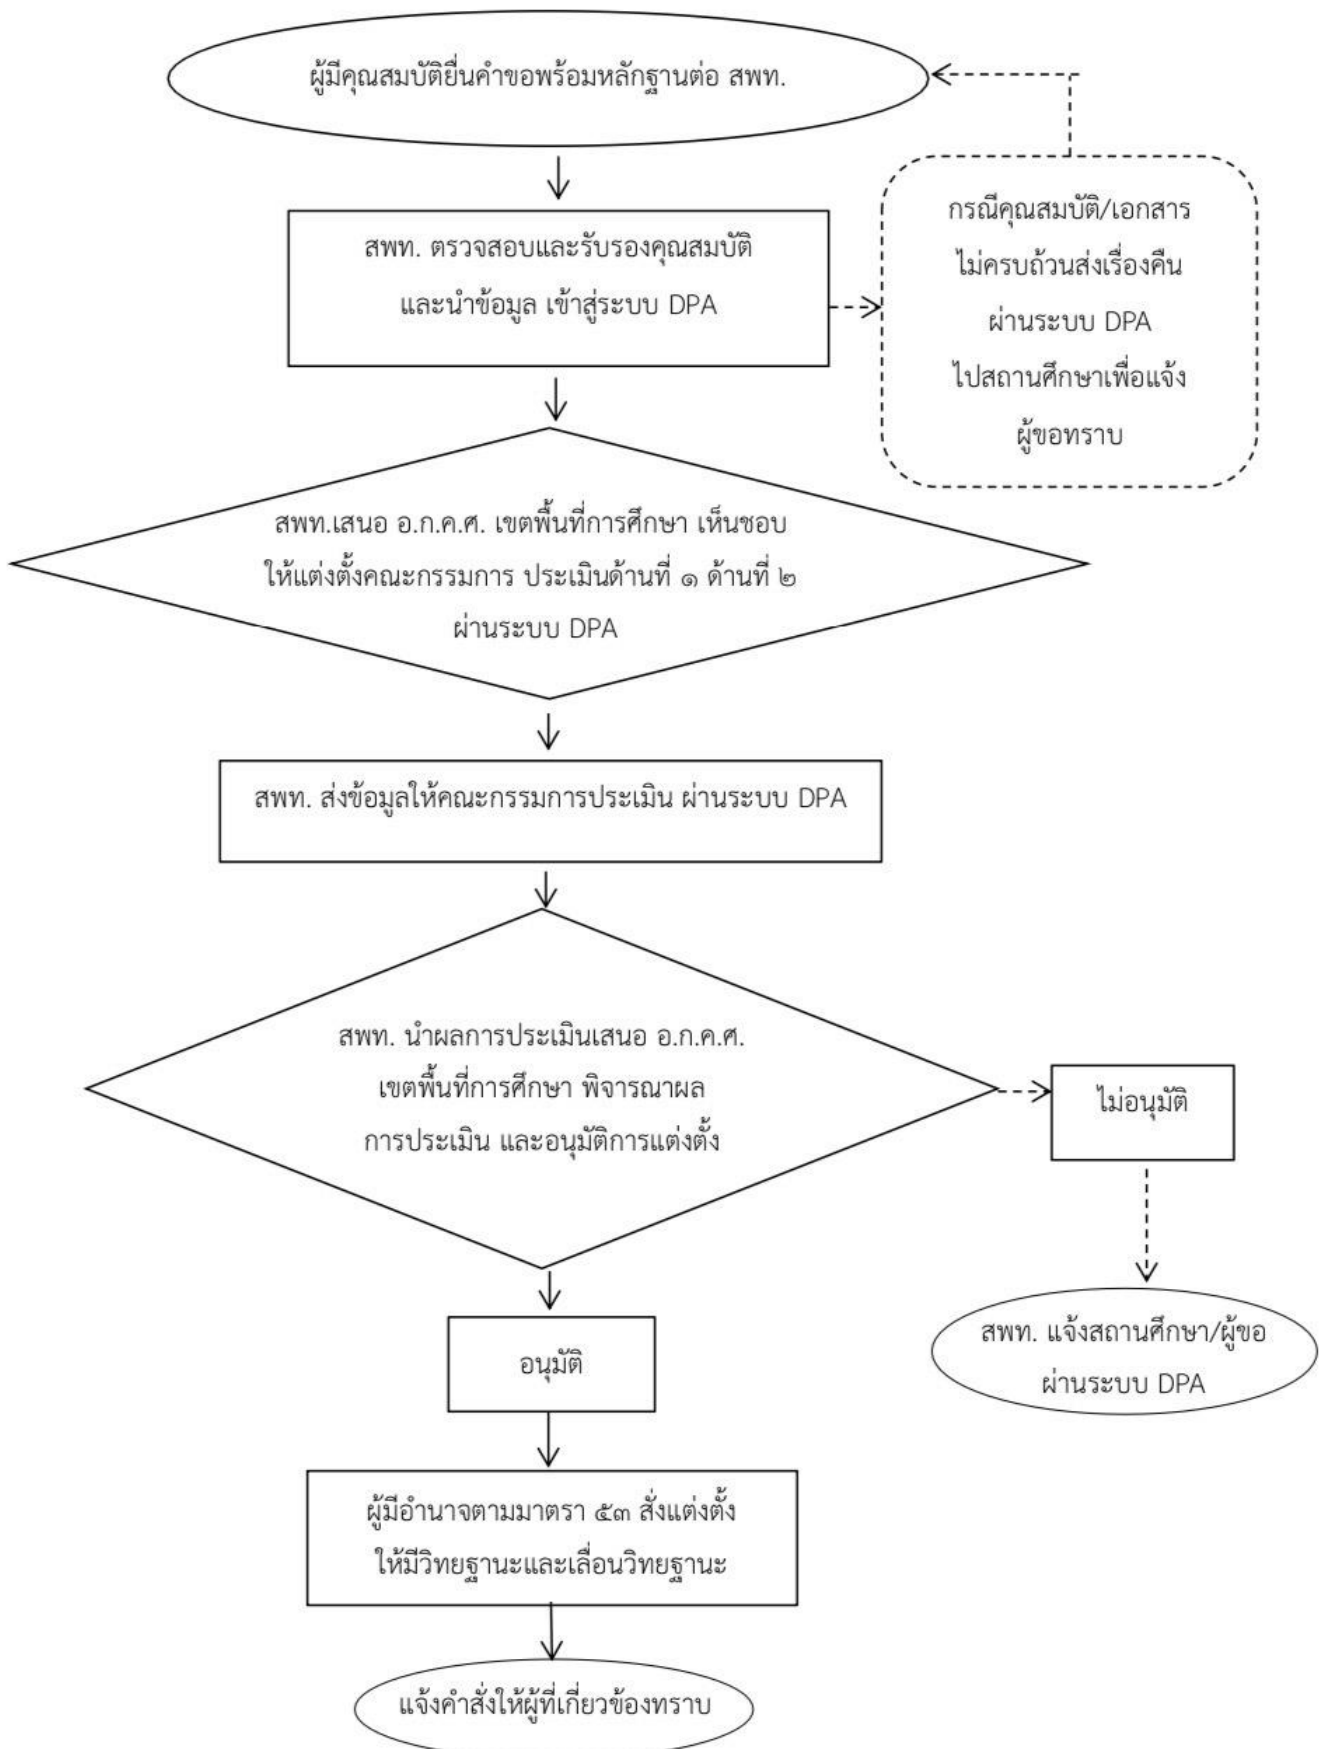 ผู้มีคุณสมบัติยื่นคำขอพร้อมหลักฐานต่อ สพท.
สพท. ตรวจสอบและรับรองคุณสมบัติ
และนำข้อมูล เข้าสู่ระบบ DPA
กรณีคุณสมบัติ/เอกสาร
ไม่ครบถ้วนส่งเรื่องคืน
ผ่านระบบ DPA
ไปสถานศึกษาเพื่อแจ้ง
ผู้ขอทราบ
สพท.เสนอ อ.ก.ค.ศ. เขตพื้นที่การศึกษา เห็นชอบ
ให้แต่งตั้งคณะกรรมการ ประเมินด้านที่ ๑ ด้านที่ ๒
ผ่านระบบ DPA
สพท. ส่งข้อมูลให้คณะกรรมการประเมิน ผ่านระบบ DPA
สพท. นำผลการประเมินเสนอ อ.ก.ค.ศ.
เขตพื้นที่การศึกษา พิจารณาผล
การประเมิน และอนุมัติการแต่งตั้ง
ไม่อนุมัติ
สพท. แจ้งสถานศึกษา/ผู้ขอ
ผ่านระบบ DPA
อนุมัติ
ผู้มีอำนาจตามมาตรา ๕๓ สั่งแต่งตั้ง
ให้มีวิทยฐานะและเลื่อนวิทยฐานะ
แจ้งคำสั่งให้ผู้ที่เกี่ยวข้องทราบ